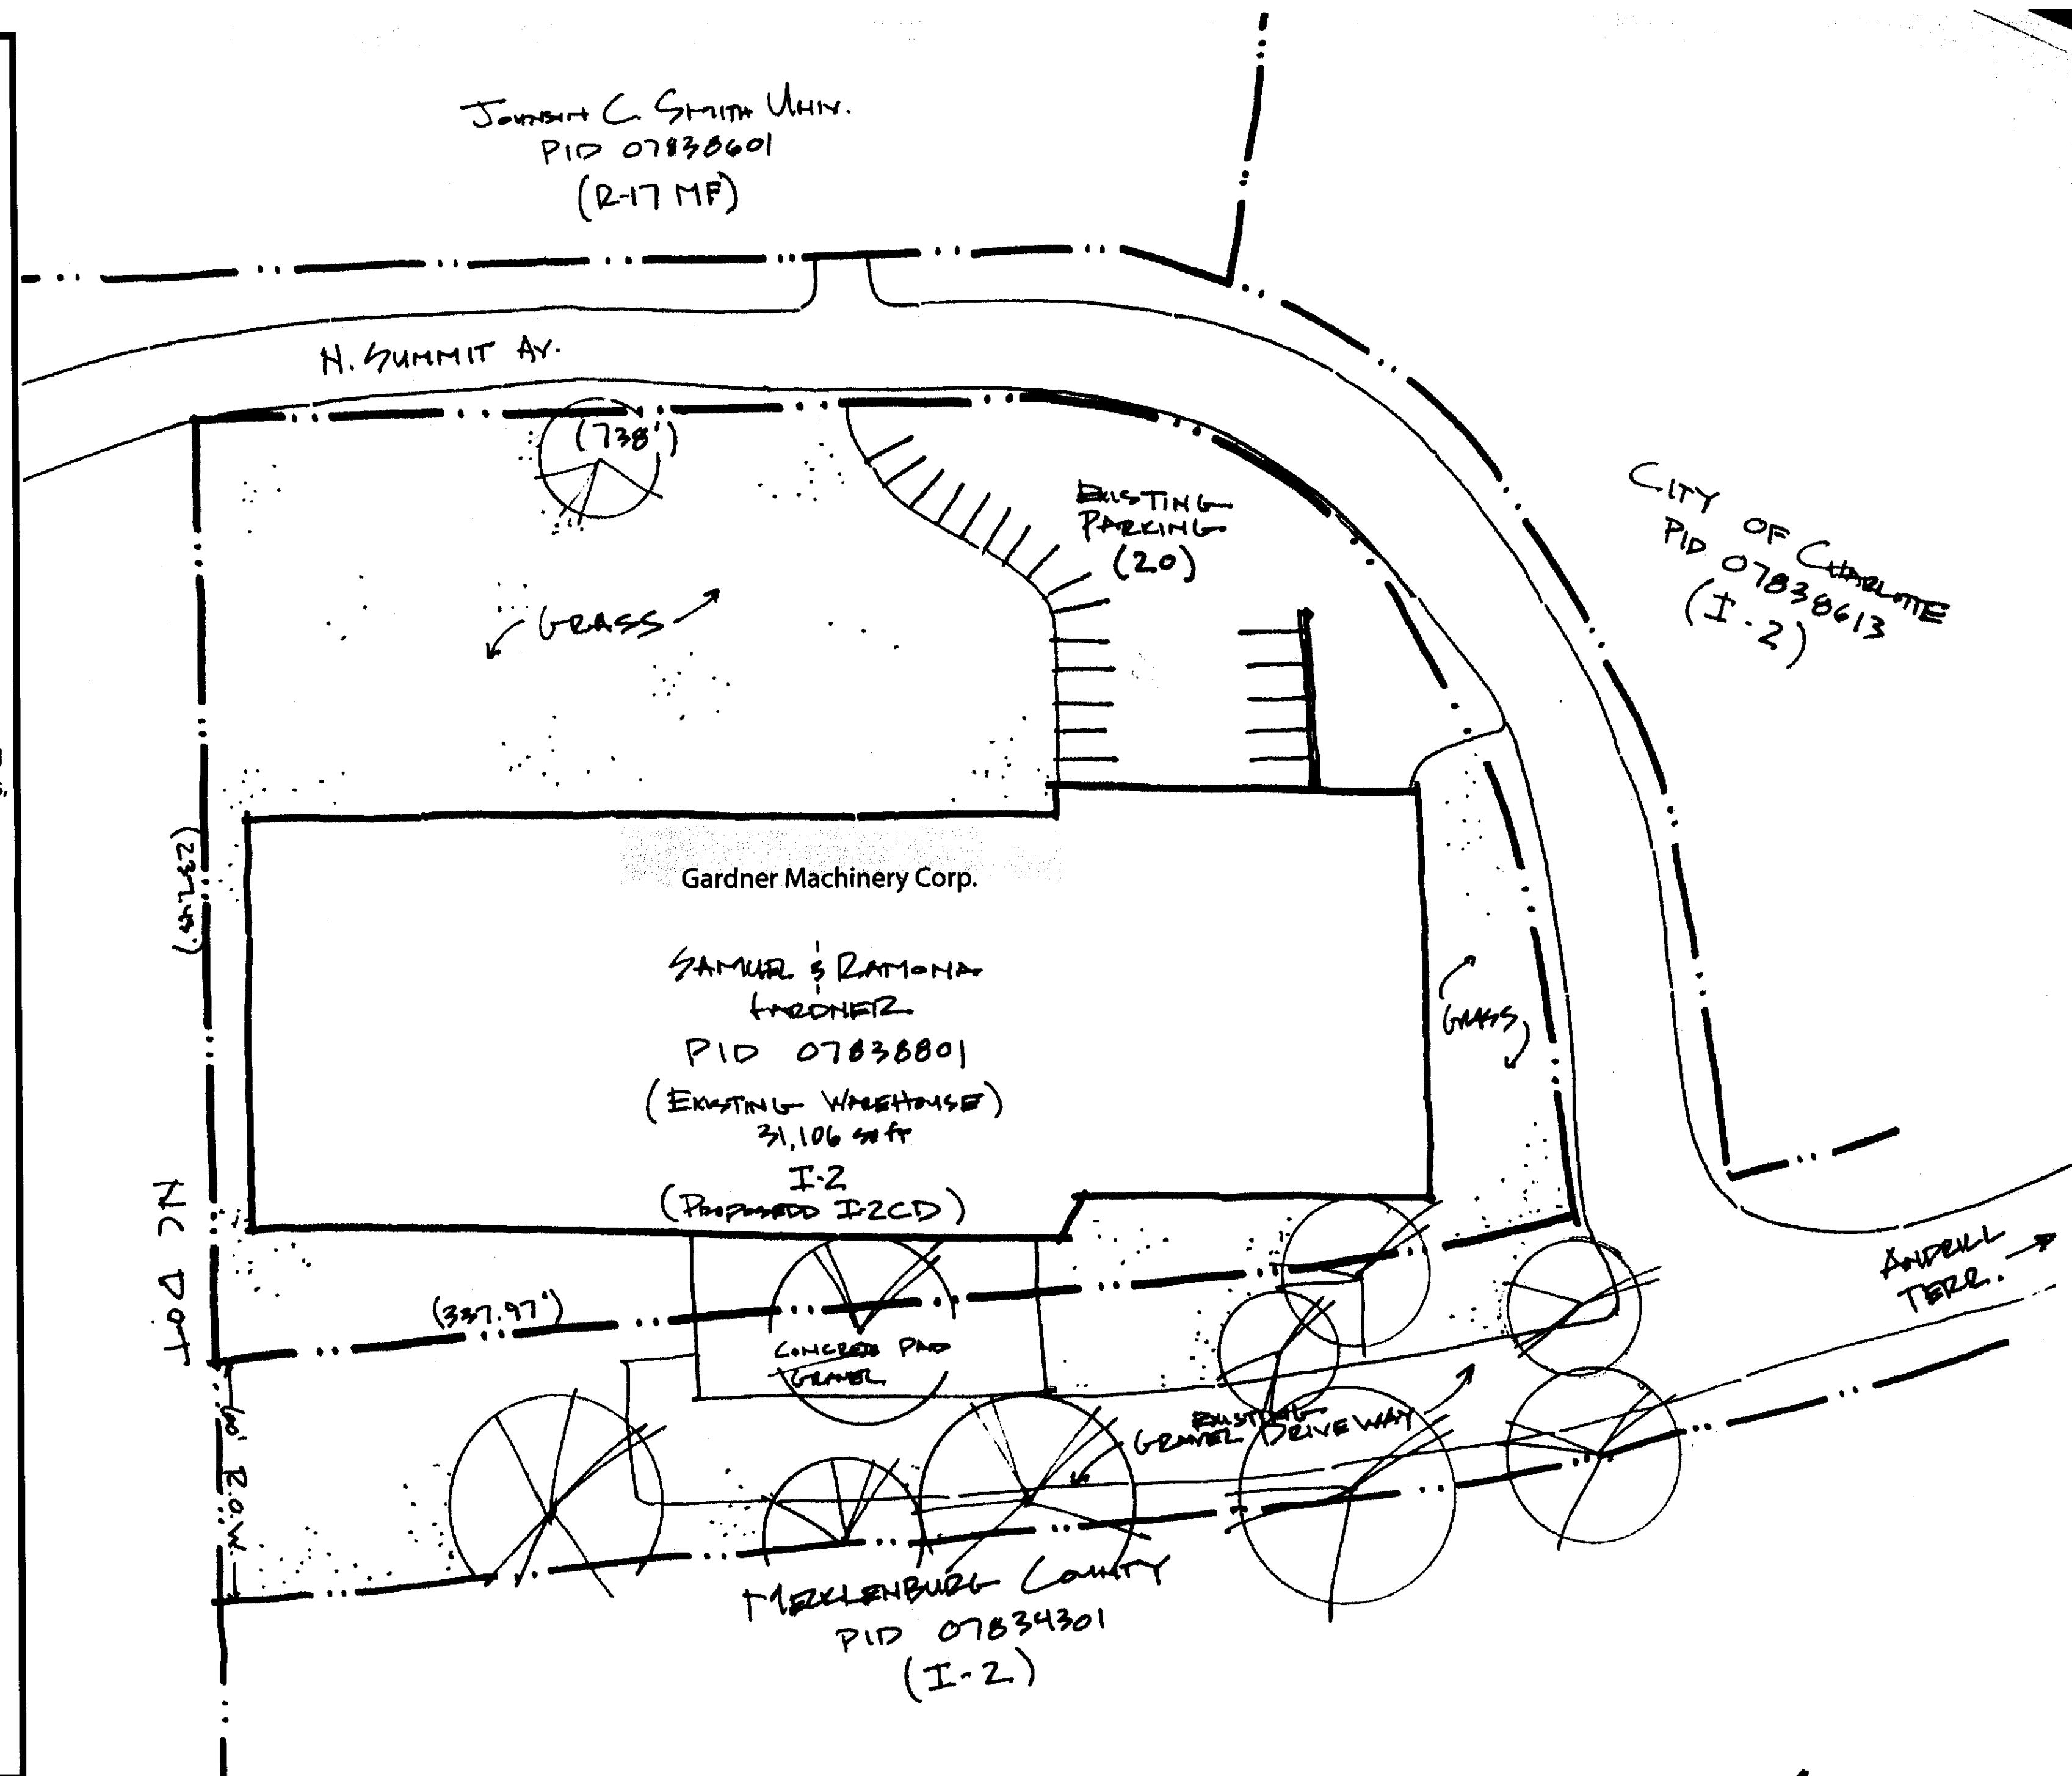 JOHNSON C. SMITH UNIV.
PID 07838601
(R-17 MF)
N. SUMMIT AV.
(738')
EXISTING
PARKING
(20)
CITY OF CHARLOTTE
PID 07838613
(I-2)
GRASS
Gardner Machinery Corp.
SAMUEL & RAMONA
GARDNER
PID 07838801
(EXISTING WAREHOUSE)
31,106 sq ft
I-2
(PROPOSEDD I-2CD)
GRASS
NC DOT
(337.97')
CONCRETE PAD
GRAVEL
EXISTING
GRAVEL DRIVEWAY
ANDRILL
TERR.
60' R.O.W.
MECKLENBURG COUNTY
PID 07834301
(I-2)